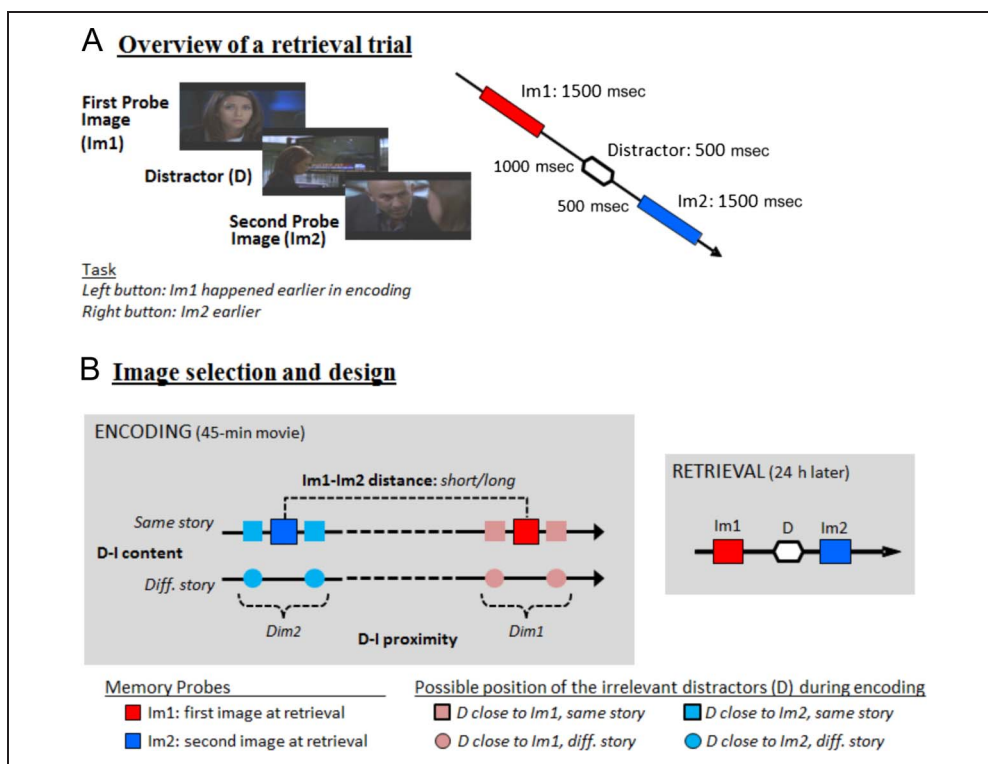 A Overview of a retrieval trial
First Probe
Image
(Im1)
Distractor (D)
Second Probe
Image (Im2)
Im1: 1500 msec
1000 msec
Distractor: 500 msec
500 msec
Im2: 1500 msec
Task
Left button: Im1 happened earlier in encoding
Right button: Im2 earlier
B Image selection and design
ENCODING (45-min movie)
Im1-Im2 distance: short/long
Same story
D-I content
Diff. story
Dim2
D-I proximity
Dim1
RETRIEVAL (24 h later)
Im1 D Im2
Memory Probes
Im1: first image at retrieval
Im2: second image at retrieval
Possible position of the irrelevant distractors (D) during encoding
D close to Im1, same story
D close to Im2, same story
D close to Im1, diff. story
D close to Im2, diff. story